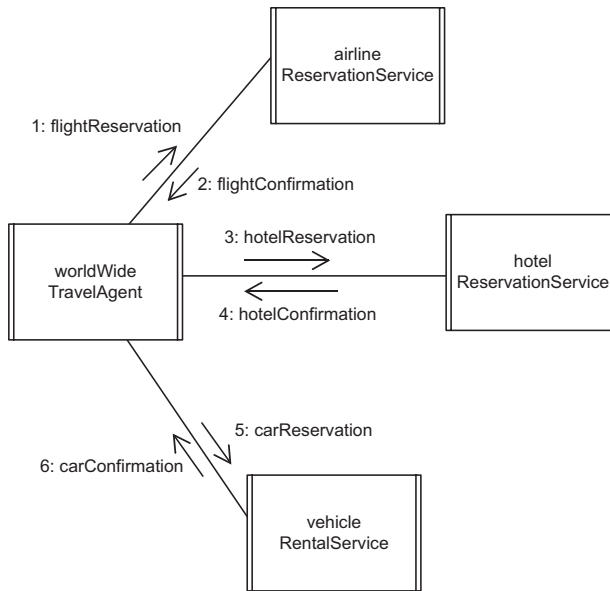 airline
ReservationService
1: flightReservation
2: flightConfirmation
3: hotelReservation
worldWide
TravelAgent
hotel
ReservationService
4: hotelConfirmation
5: carReservation
6: carConfirmation
vehicle
RentalService